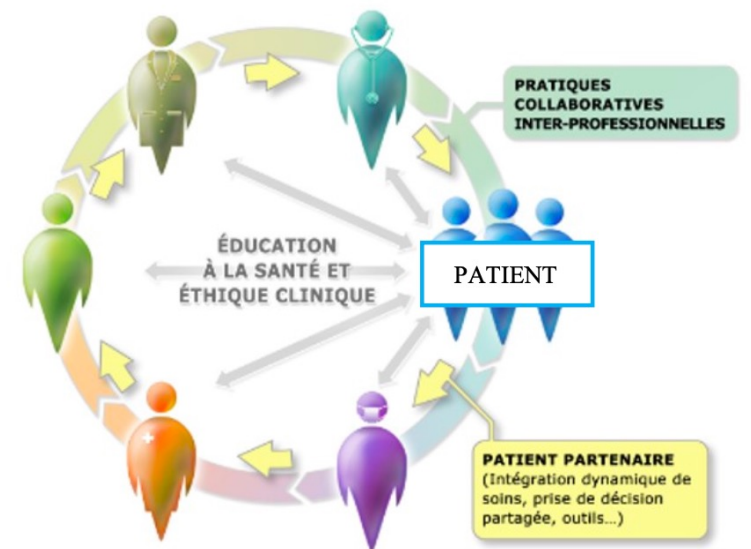 PRATIQUES
COLLABORATIVES
INTER-PROFESSIONNELLES
ÉDUCATION
À LA SANTÉ ET
ÉTHIQUE CLINIQUE
PATIENT
PATIENT PARTENAIRE
(Intégration dynamique de
soins, prise de décision
partagée, outils...)